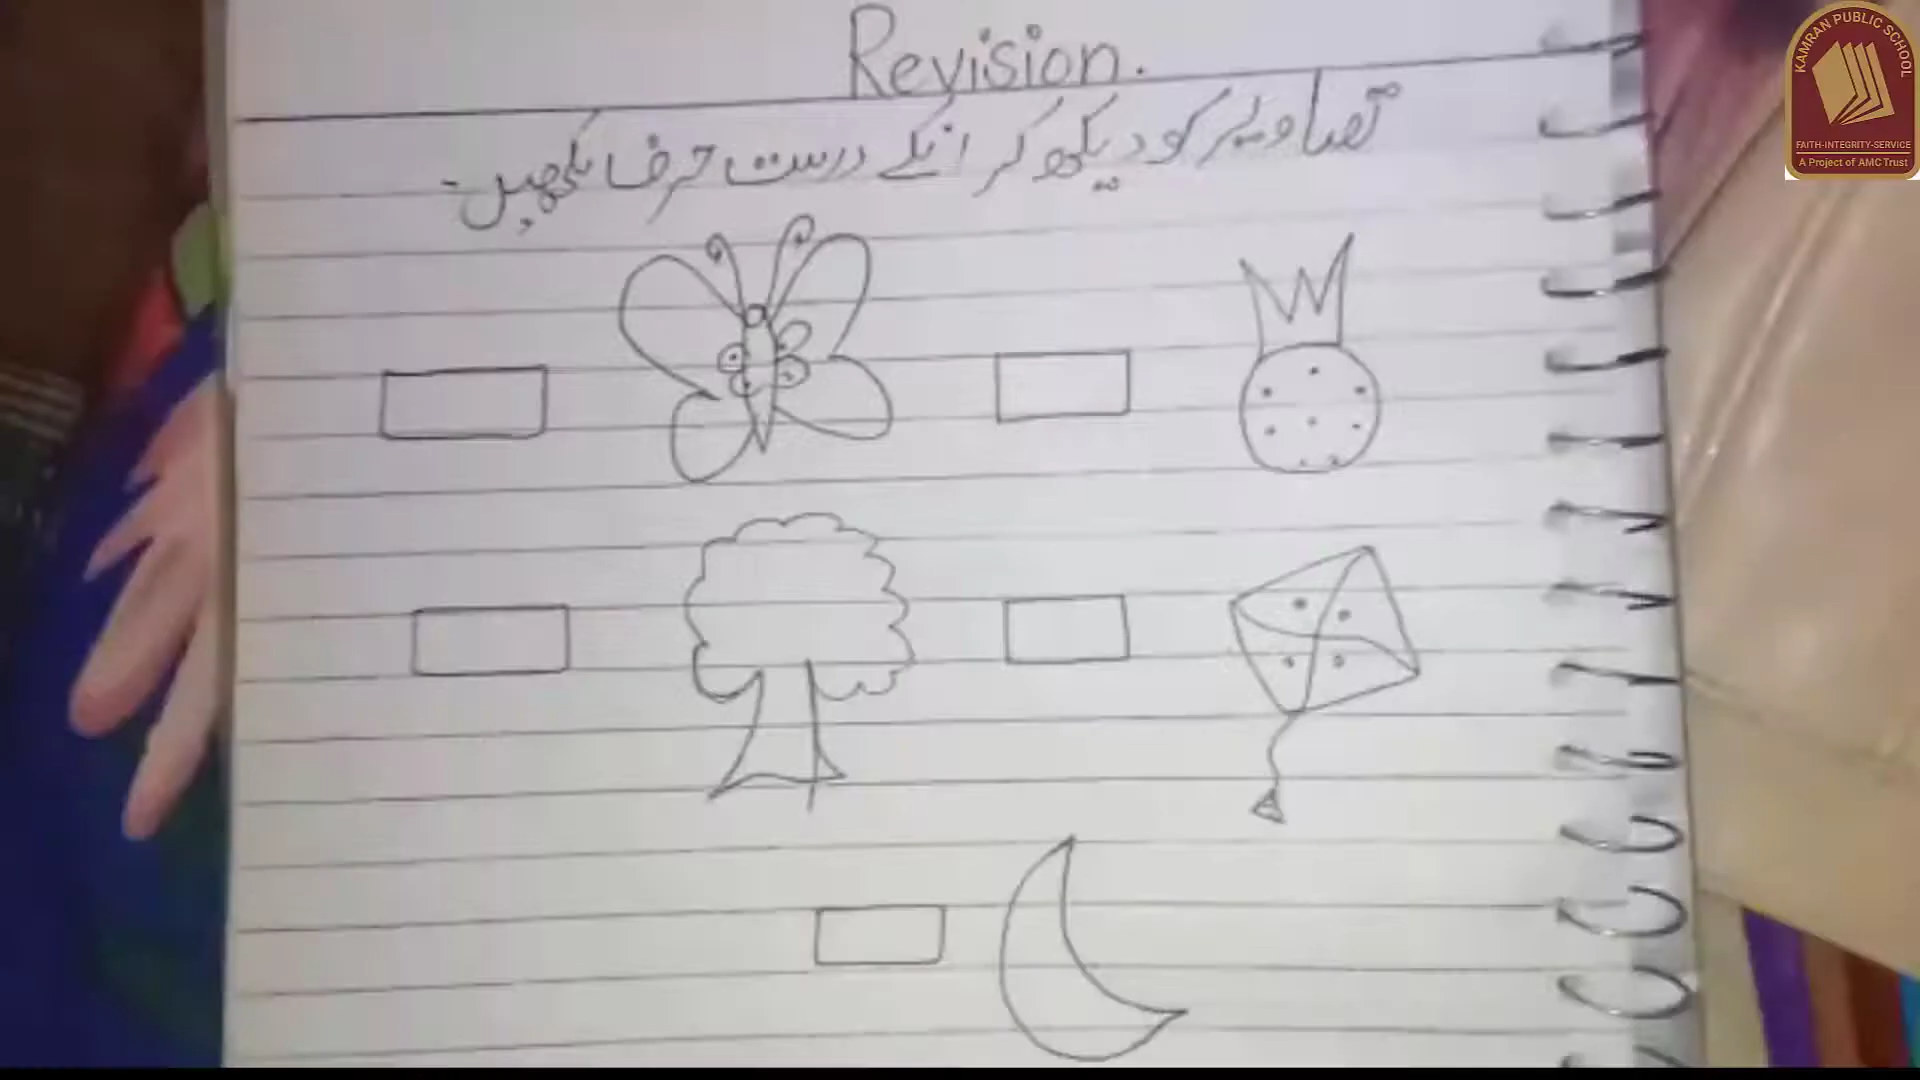 Revision.
تصاویر کو دیکھ کر انکے درست حرف لکھیں۔
KAMRAN PUBLIC SCHOOL
FAITH-INTEGRITY-SERVICE
A Project of AMC Trust